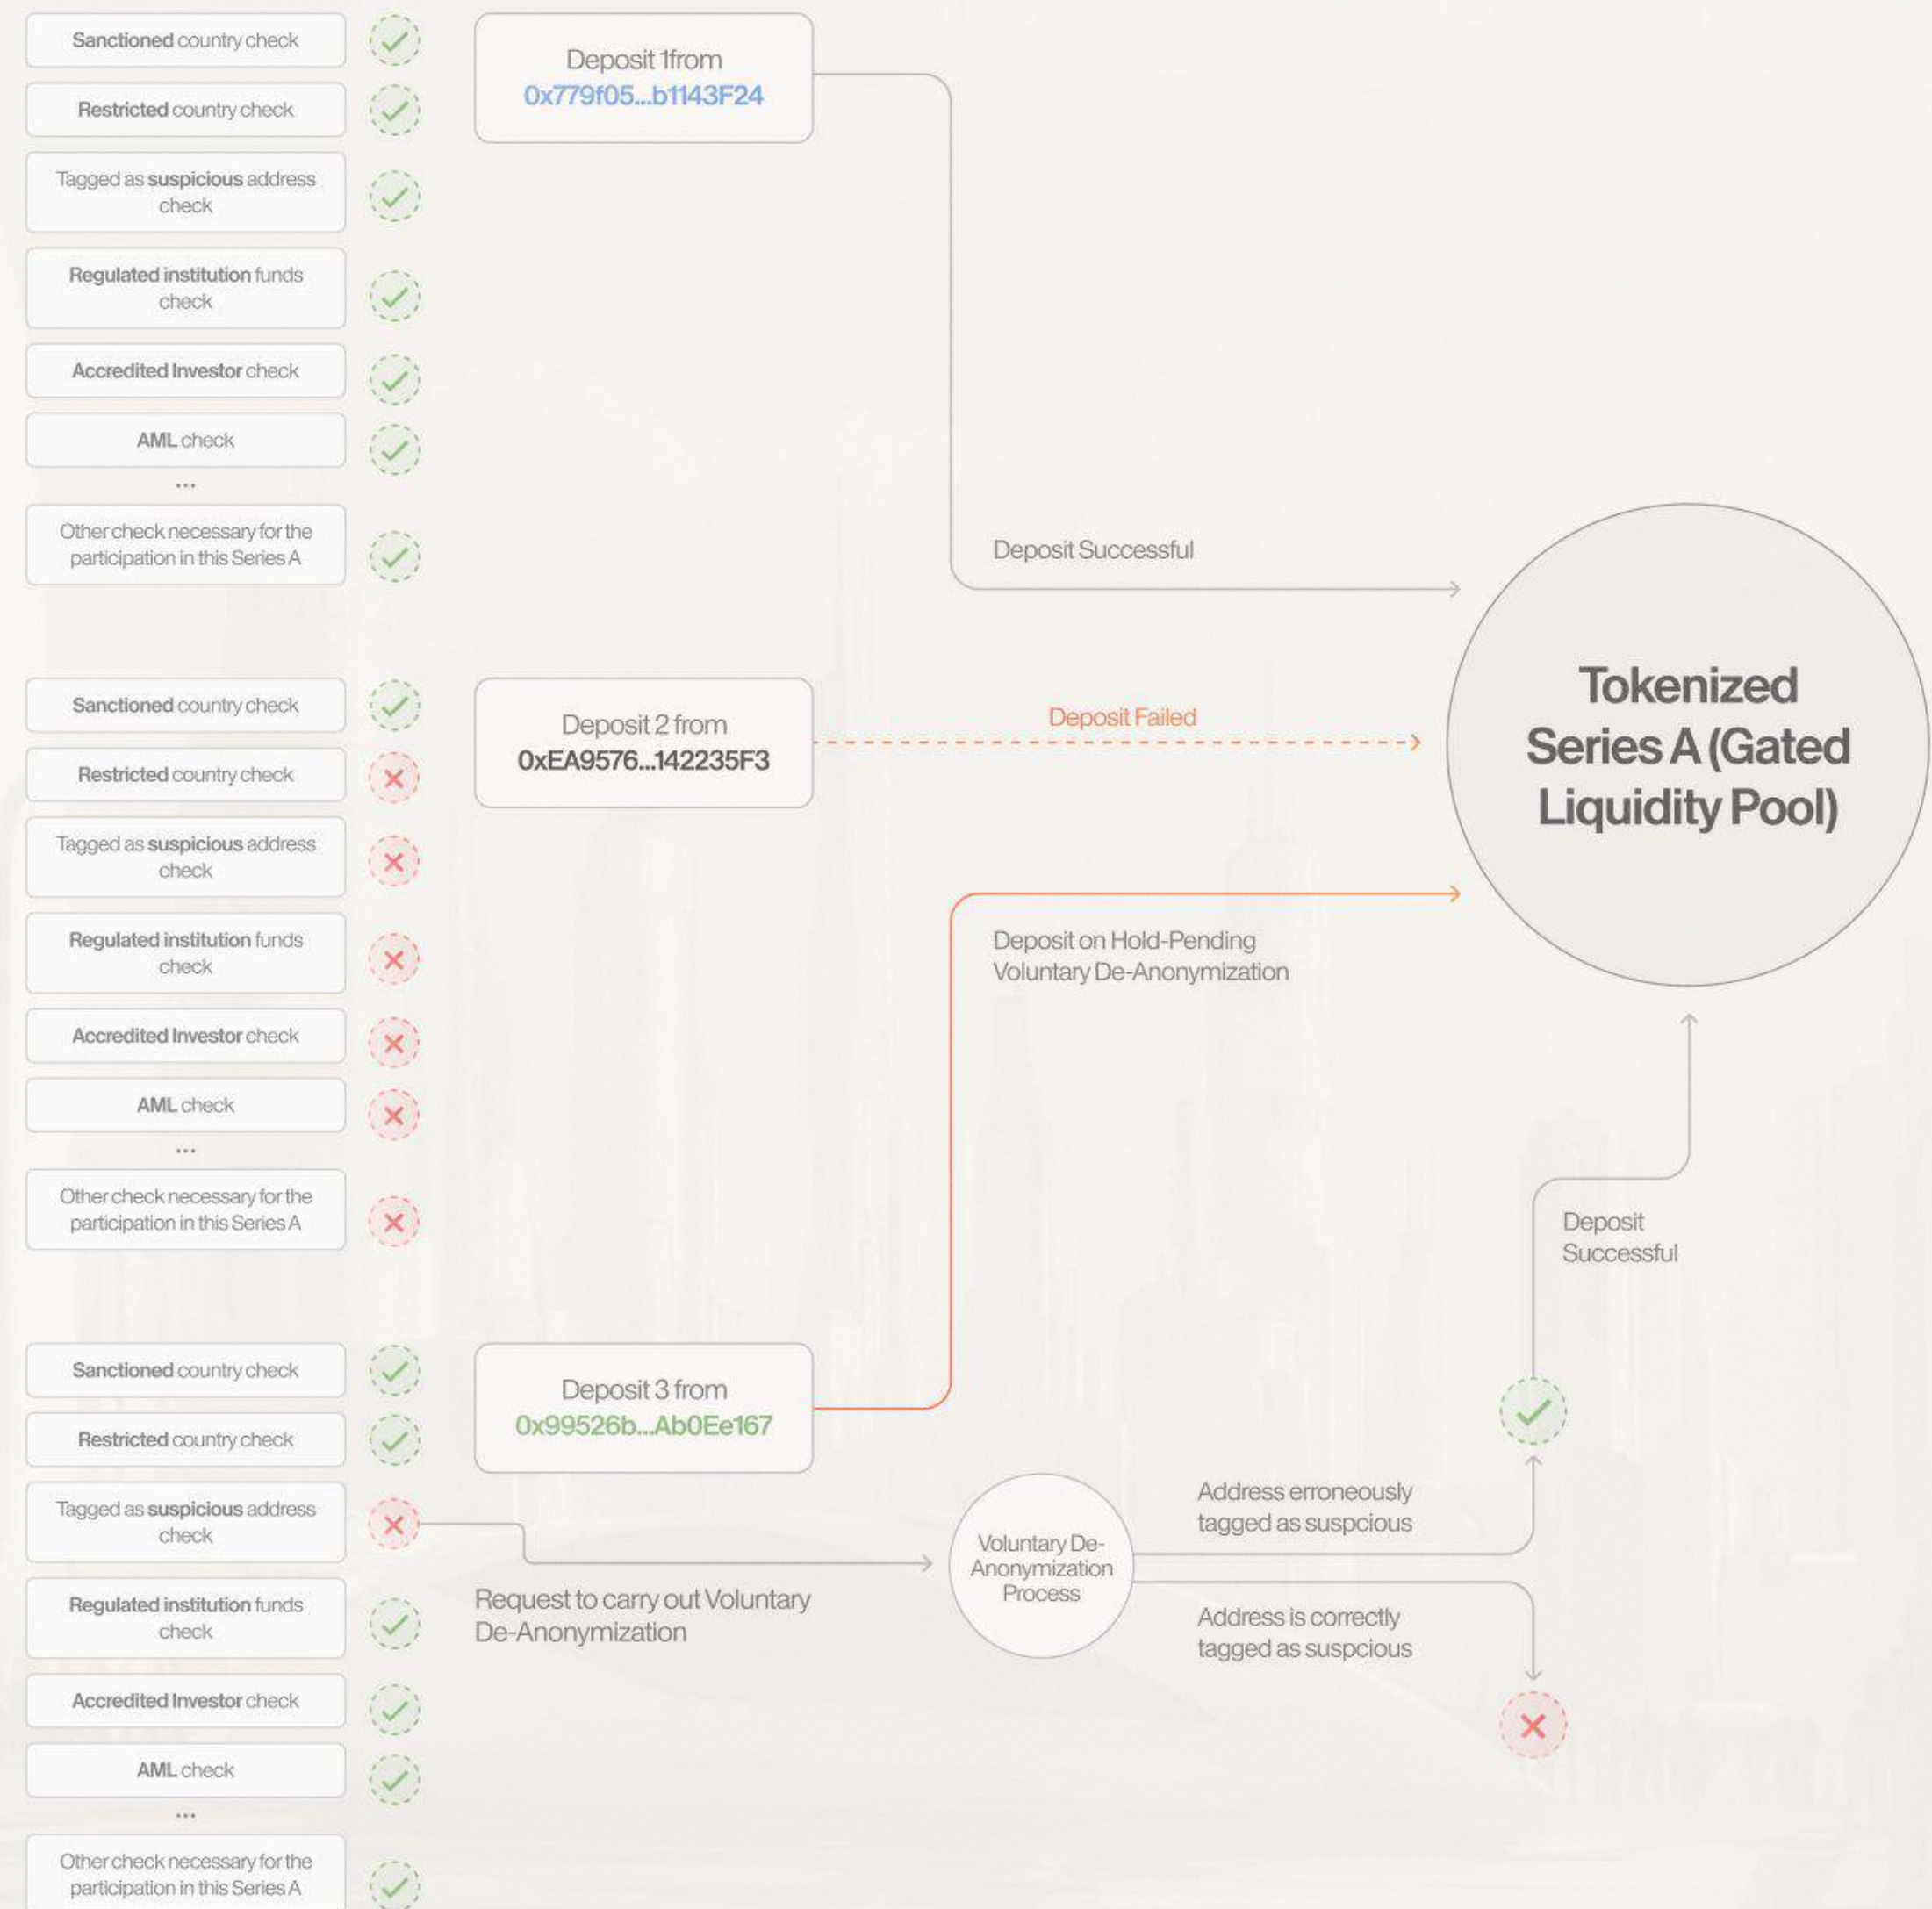 Sanctioned country check
Restricted country check
Tagged as suspicious address
check
Regulated institution funds
check
Accredited Investor check
AML check
...
Other check necessary for the
participation in this Series A
Deposit 1from
0x779f05...b1143F24
Deposit Successful
Sanctioned country check
Restricted country check
Tagged as suspicious address
check
Regulated institution funds
check
Accredited Investor check
AML check
...
Other check necessary for the
participation in this Series A
Deposit 2 from
0xEA9576...142235F3
Deposit Failed
Tokenized
Series A (Gated
Liquidity Pool)
Deposit on Hold-Pending
Voluntary De-Anonymization
Deposit
Successful
Sanctioned country check
Restricted country check
Tagged as suspicious address
check
Regulated institution funds
check
Accredited Investor check
AML check
...
Other check necessary for the
participation in this Series A
Deposit 3 from
0x99526b...Ab0Ee167
Request to carry out Voluntary
De-Anonymization
Voluntary De-
Anonymization
Process
Address erroneously
tagged as suspcious
Address is correctly
tagged as suspcious